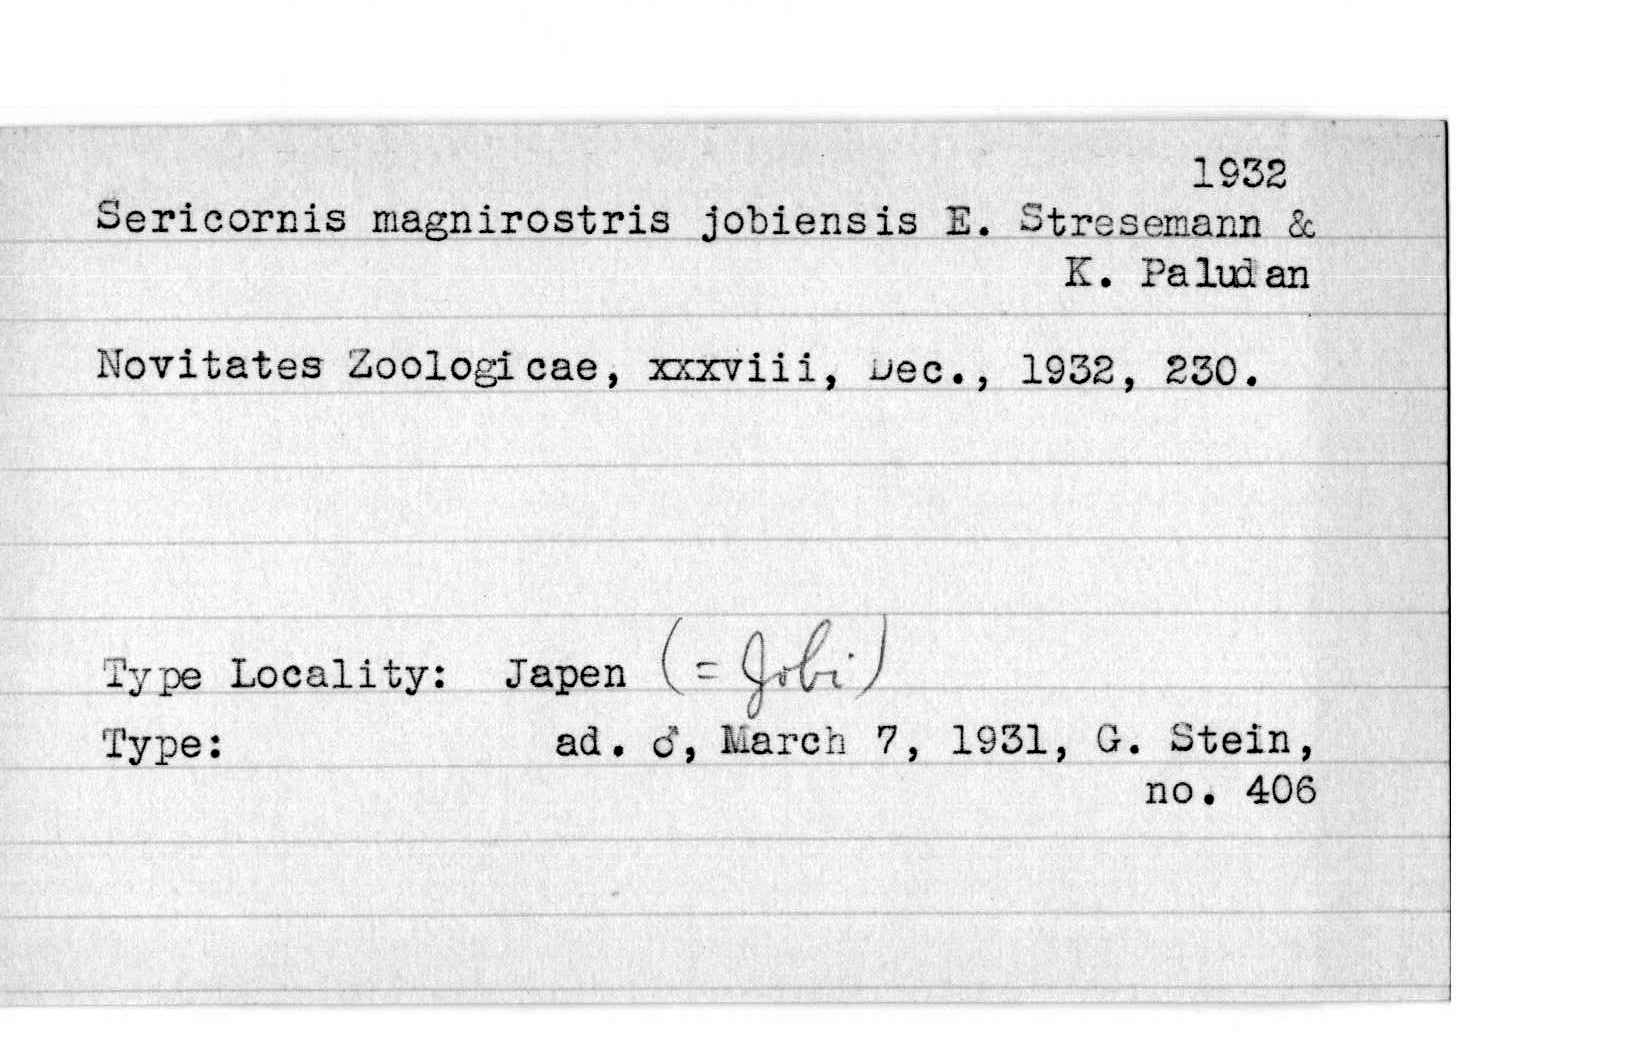 1932
Sericornis magnirostris jobiensis E. Stresemann &
K. Paludan
Novitates Zoologicae, xxxviii, Dec., 1932, 230.
Type Locality: Japen (= Jobi)
Type: ad. ♂, March 7, 1931, G. Stein,
no. 406